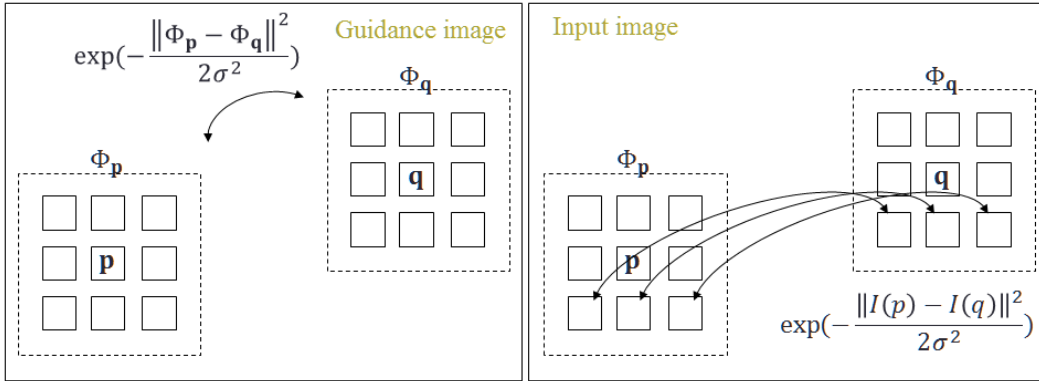 exp(−‖Φ𝐩 − Φ𝐪‖² / 2σ²)
Guidance image
Φ𝐪
𝐪
Φ𝐩
𝐩
Input image
Φ𝐪
𝐪
Φ𝐩
𝐩
exp(−‖I(p) − I(q)‖² / 2σ²)